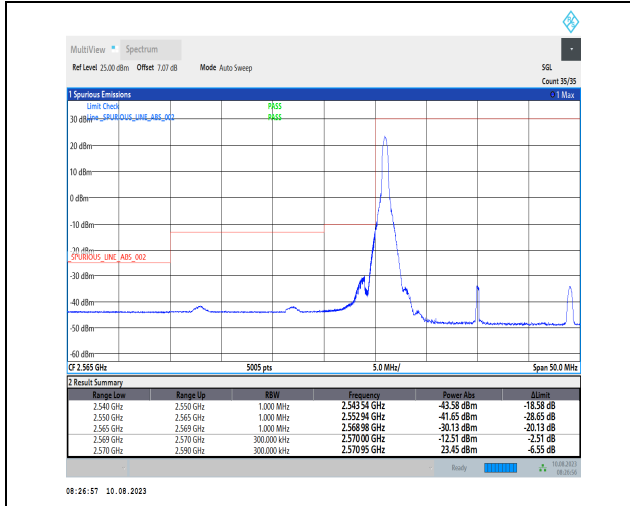 MultiView Spectrum
Ref Level 25.00 dBm Offset 7.07 dB Mode Auto Sweep SGL
Count 35/35
1 Spurious Emissions 1 Max
Limit Check PASS
Line _SPURIOUS_LINE_ABS_002 PASS
30 dBm
20 dBm
10 dBm
0 dBm
-10 dBm
-20 dBm
_SPURIOUS_LINE_ABS_002
-30 dBm
-40 dBm
-50 dBm
-60 dBm
CF 2.565 GHz 5005 pts 5.0 MHz/ Span 50.0 MHz
2 Result Summary
Range Low Range Up RBW Frequency Power Abs ΔLimit
2.540 GHz 2.550 GHz 1.000 MHz 2.54354 GHz -43.58 dBm -18.58 dB
2.550 GHz 2.565 GHz 1.000 MHz 2.55294 GHz -41.65 dBm -28.65 dB
2.565 GHz 2.569 GHz 1.000 MHz 2.56898 GHz -30.13 dBm -20.13 dB
2.569 GHz 2.570 GHz 300.000 kHz 2.57000 GHz -12.51 dBm -2.51 dB
2.570 GHz 2.590 GHz 300.000 kHz 2.57095 GHz 23.45 dBm -6.55 dB
Ready 10.08.2023
08:26:58
08:26:57 10.08.2023